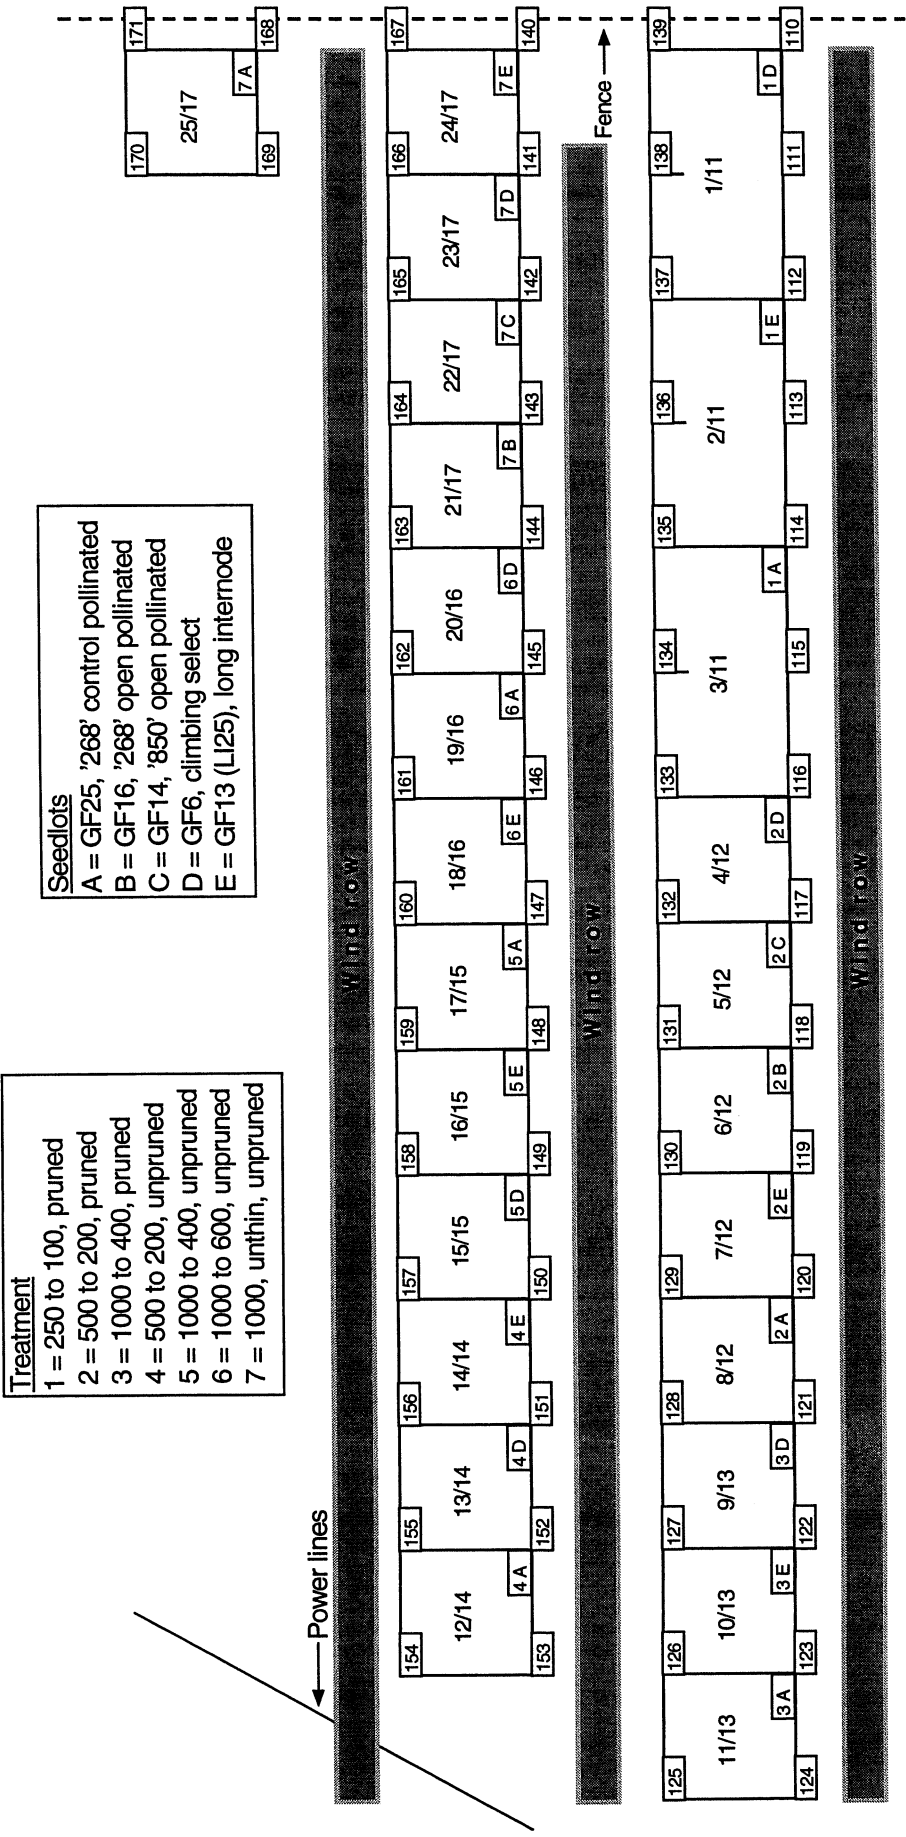 Treatment
1 = 250 to 100, pruned
2 = 500 to 200, pruned
3 = 1000 to 400, pruned
4 = 500 to 200, unpruned
5 = 1000 to 400, unpruned
6 = 1000 to 600, unpruned
7 = 1000, unthin, unpruned
Seedlots
A = GF25, '268' control pollinated
B = GF16, '268' open pollinated
C = GF14, '850' open pollinated
D = GF6, climbing select
E = GF13 (LI25), long internode
170 171
25/17
7 A
169 168
Power lines
Wind row
154 155 156 157 158 159 160 161 162 163 164 165 166 167
12/14 13/14 14/14 15/15 16/15 17/15 18/16 19/16 20/16 21/17 22/17 23/17 24/17
4 A 4 D 4 E 5 D 5 E 5 A 6 E 6 A 6 D 7 B 7 C 7 D 7 E
153 152 151 150 149 148 147 146 145 144 143 142 141 140
Wind row
Fence
125 126 127 128 129 130 131 132 133 134 135 136 137 138 139
11/13 10/13 9/13 8/12 7/12 6/12 5/12 4/12 3/11 2/11 1/11
3 A 3 E 3 D 2 A 2 E 2 B 2 C 2 D 1 A 1 E 1 D
124 123 122 121 120 119 118 117 116 115 114 113 112 111 110
Wind row